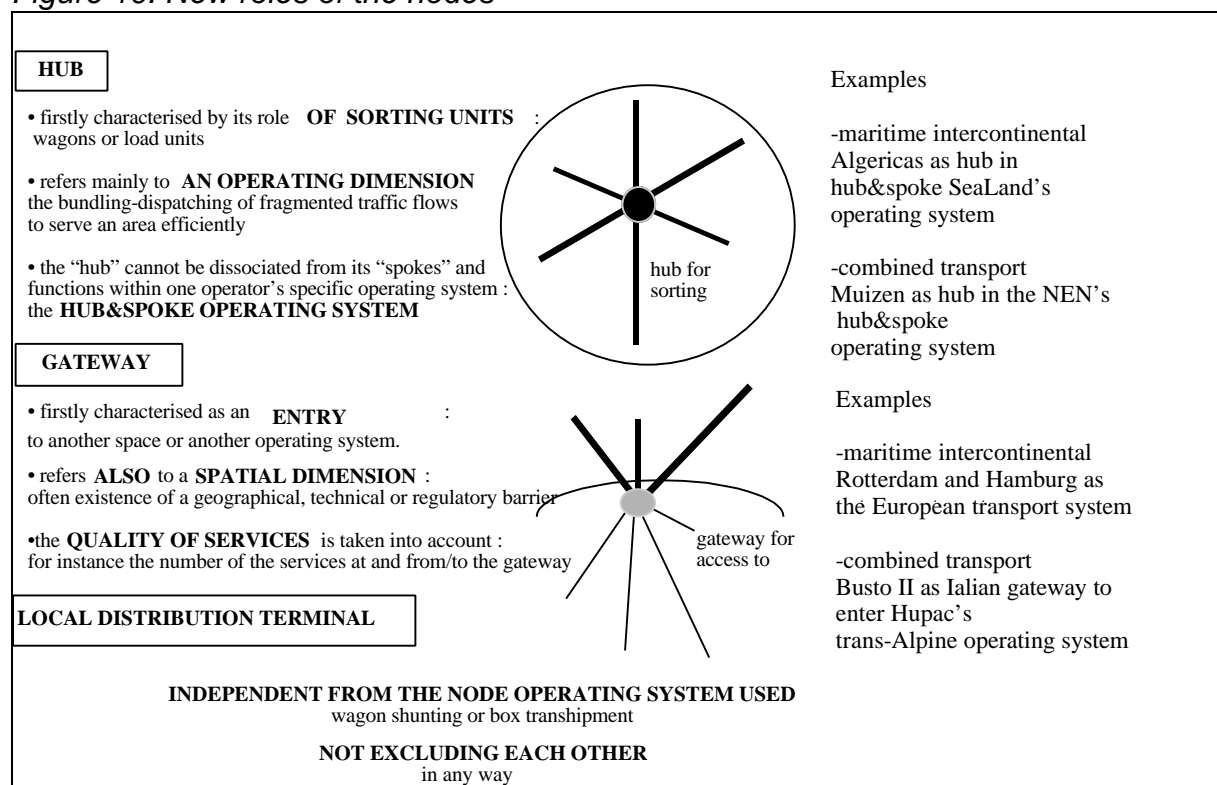 HUB
• firstly characterised by its role OF SORTING UNITS :
wagons or load units
• refers mainly to AN OPERATING DIMENSION
the bundling-dispatching of fragmented traffic flows
to serve an area efficiently
• the “hub” cannot be dissociated from its “spokes” and
functions within one operator’s specific operating system :
the HUB&SPOKE OPERATING SYSTEM
hub for
sorting
Examples
-maritime intercontinental
Algericas as hub in
hub&spoke SeaLand’s
operating system
-combined transport
Muizen as hub in the NEN’s
hub&spoke
operating system
GATEWAY
• firstly characterised as an ENTRY :
to another space or another operating system.
• refers ALSO to a SPATIAL DIMENSION :
often existence of a geographical, technical or regulatory barrier
•the QUALITY OF SERVICES is taken into account :
for instance the number of the services at and from/to the gateway
gateway for
access to
Examples
-maritime intercontinental
Rotterdam and Hamburg as
the European transport system
-combined transport
Busto II as Ialian gateway to
enter Hupac’s
trans-Alpine operating system
LOCAL DISTRIBUTION TERMINAL
INDEPENDENT FROM THE NODE OPERATING SYSTEM USED
wagon shunting or box transhipment
NOT EXCLUDING EACH OTHER
in any way